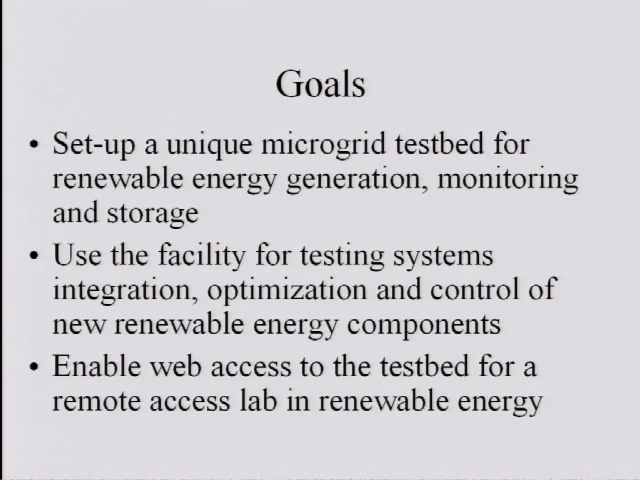 Goals
• Set-up a unique microgrid testbed for
renewable energy generation, monitoring
and storage
• Use the facility for testing systems
integration, optimization and control of
new renewable energy components
• Enable web access to the testbed for a
remote access lab in renewable energy